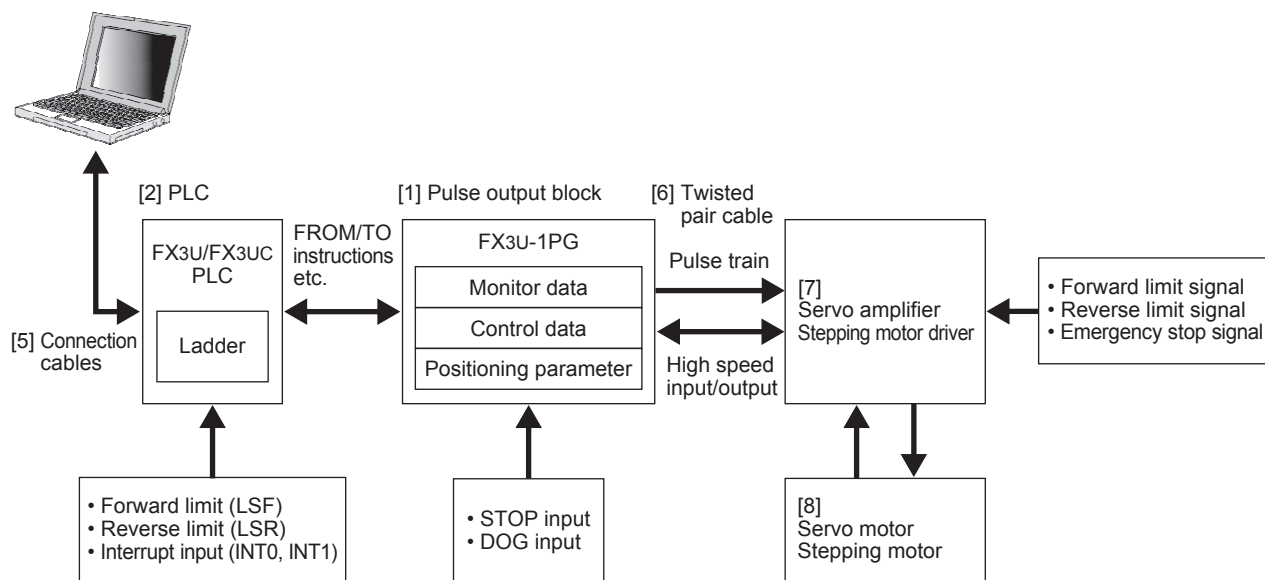 [2] PLC
FX3U/FX3UC
PLC
Ladder
[5] Connection
cables
FROM/TO
instructions
etc.
[1] Pulse output block
FX3U-1PG
Monitor data
Control data
Positioning parameter
[6] Twisted
pair cable
Pulse train
High speed
input/output
[7]
Servo amplifier
Stepping motor driver
• Forward limit signal
• Reverse limit signal
• Emergency stop signal
• Forward limit (LSF)
• Reverse limit (LSR)
• Interrupt input (INT0, INT1)
• STOP input
• DOG input
[8]
Servo motor
Stepping motor